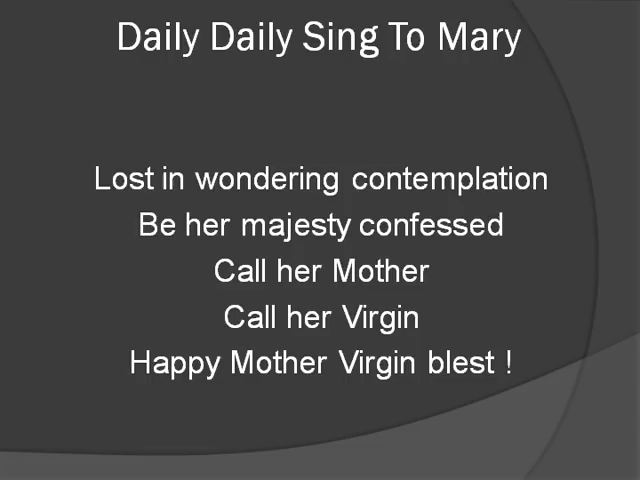 Daily Daily Sing To Mary
Lost in wondering contemplation
Be her majesty confessed
Call her Mother
Call her Virgin
Happy Mother Virgin blest !